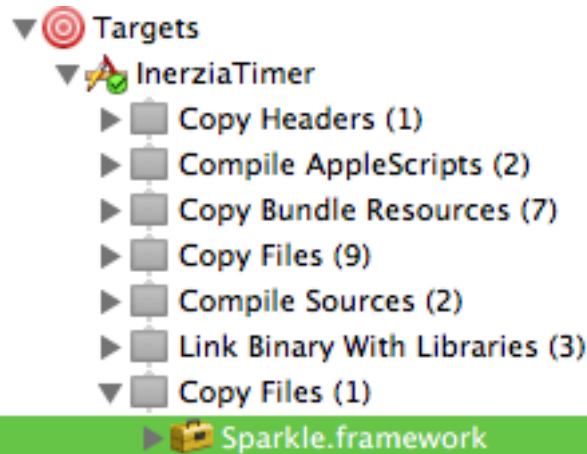 Targets
InerziaTimer
Copy Headers (1)
Compile AppleScripts (2)
Copy Bundle Resources (7)
Copy Files (9)
Compile Sources (2)
Link Binary With Libraries (3)
Copy Files (1)
Sparkle.framework